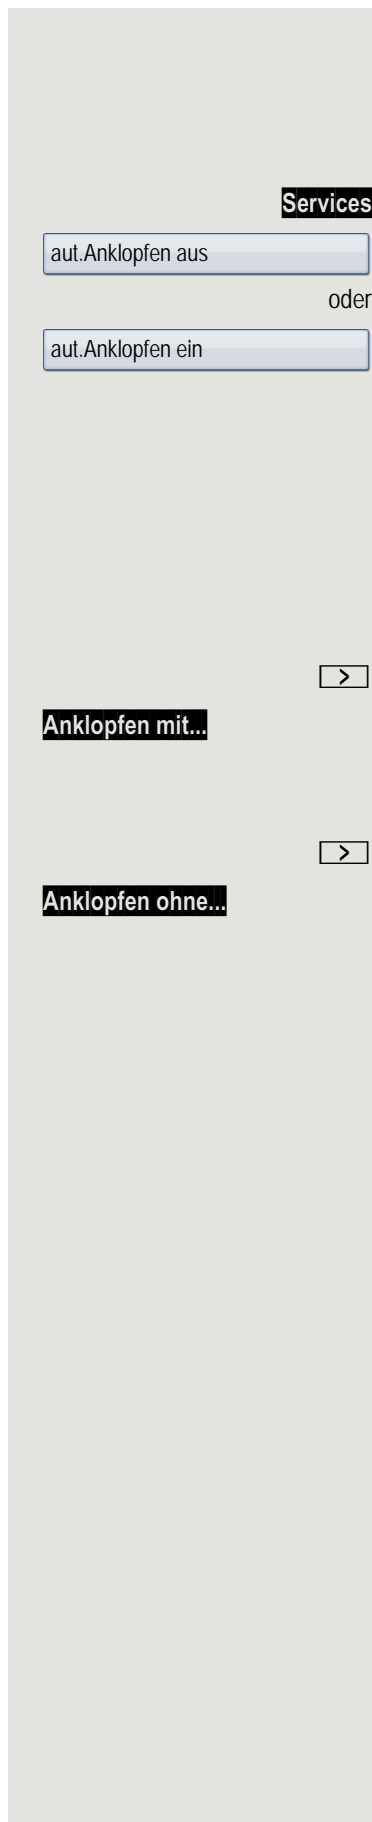 Services
aut.Anklopfen aus
oder
aut.Anklopfen ein
>
Anklopfen mit...
>
Anklopfen ohne...